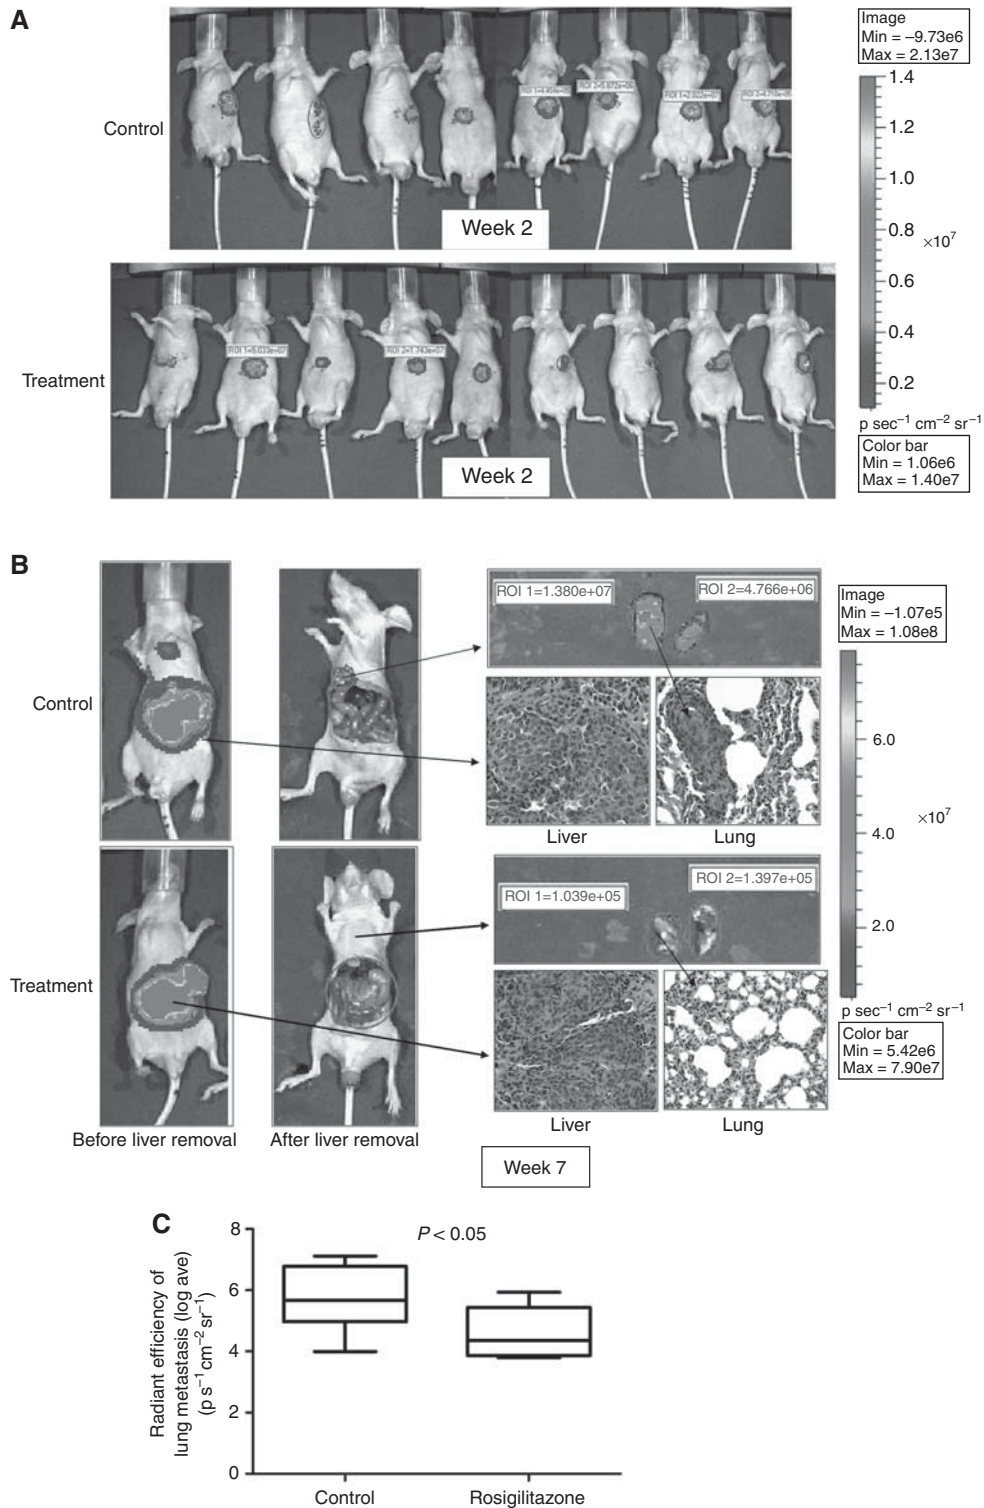 A
Control
Week 2
Image
Min = –9.73e6
Max = 2.13e7
1.4
1.2
1.0
0.8
×10⁷
0.6
0.4
0.2
p sec⁻¹ cm⁻² sr⁻¹
Color bar
Min = 1.06e6
Max = 1.40e7
Treatment
ROI 1=5.033e+07
Week 2
B
Control
ROI 1=1.380e+07
ROI 2=4.766e+06
Liver
Lung
Image
Min = –1.07e5
Max = 1.08e8
6.0
4.0
×10⁷
2.0
p sec⁻¹ cm⁻² sr⁻¹
Color bar
Min = 5.42e6
Max = 7.90e7
Treatment
ROI 1=1.039e+05
ROI 2=1.397e+05
Liver
Lung
Before liver removal
After liver removal
Week 7
C
P < 0.05
Radiant efficiency of
lung metastasis (log ave)
(p s⁻¹ cm⁻² sr⁻¹)
8
6
4
2
0
Control
Rosigilitazone